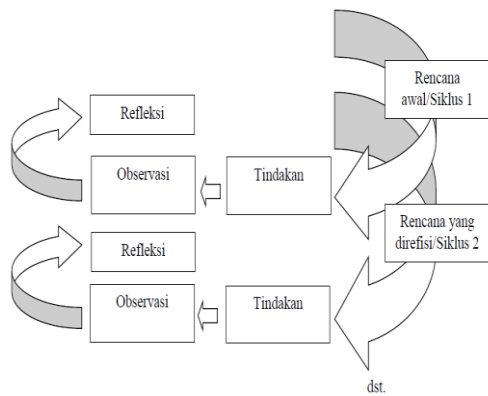 Rencana
awal/Siklus 1
Refleksi
Observasi
Tindakan
Rencana yang
direfisi/Siklus 2
Refleksi
Observasi
Tindakan
dst.